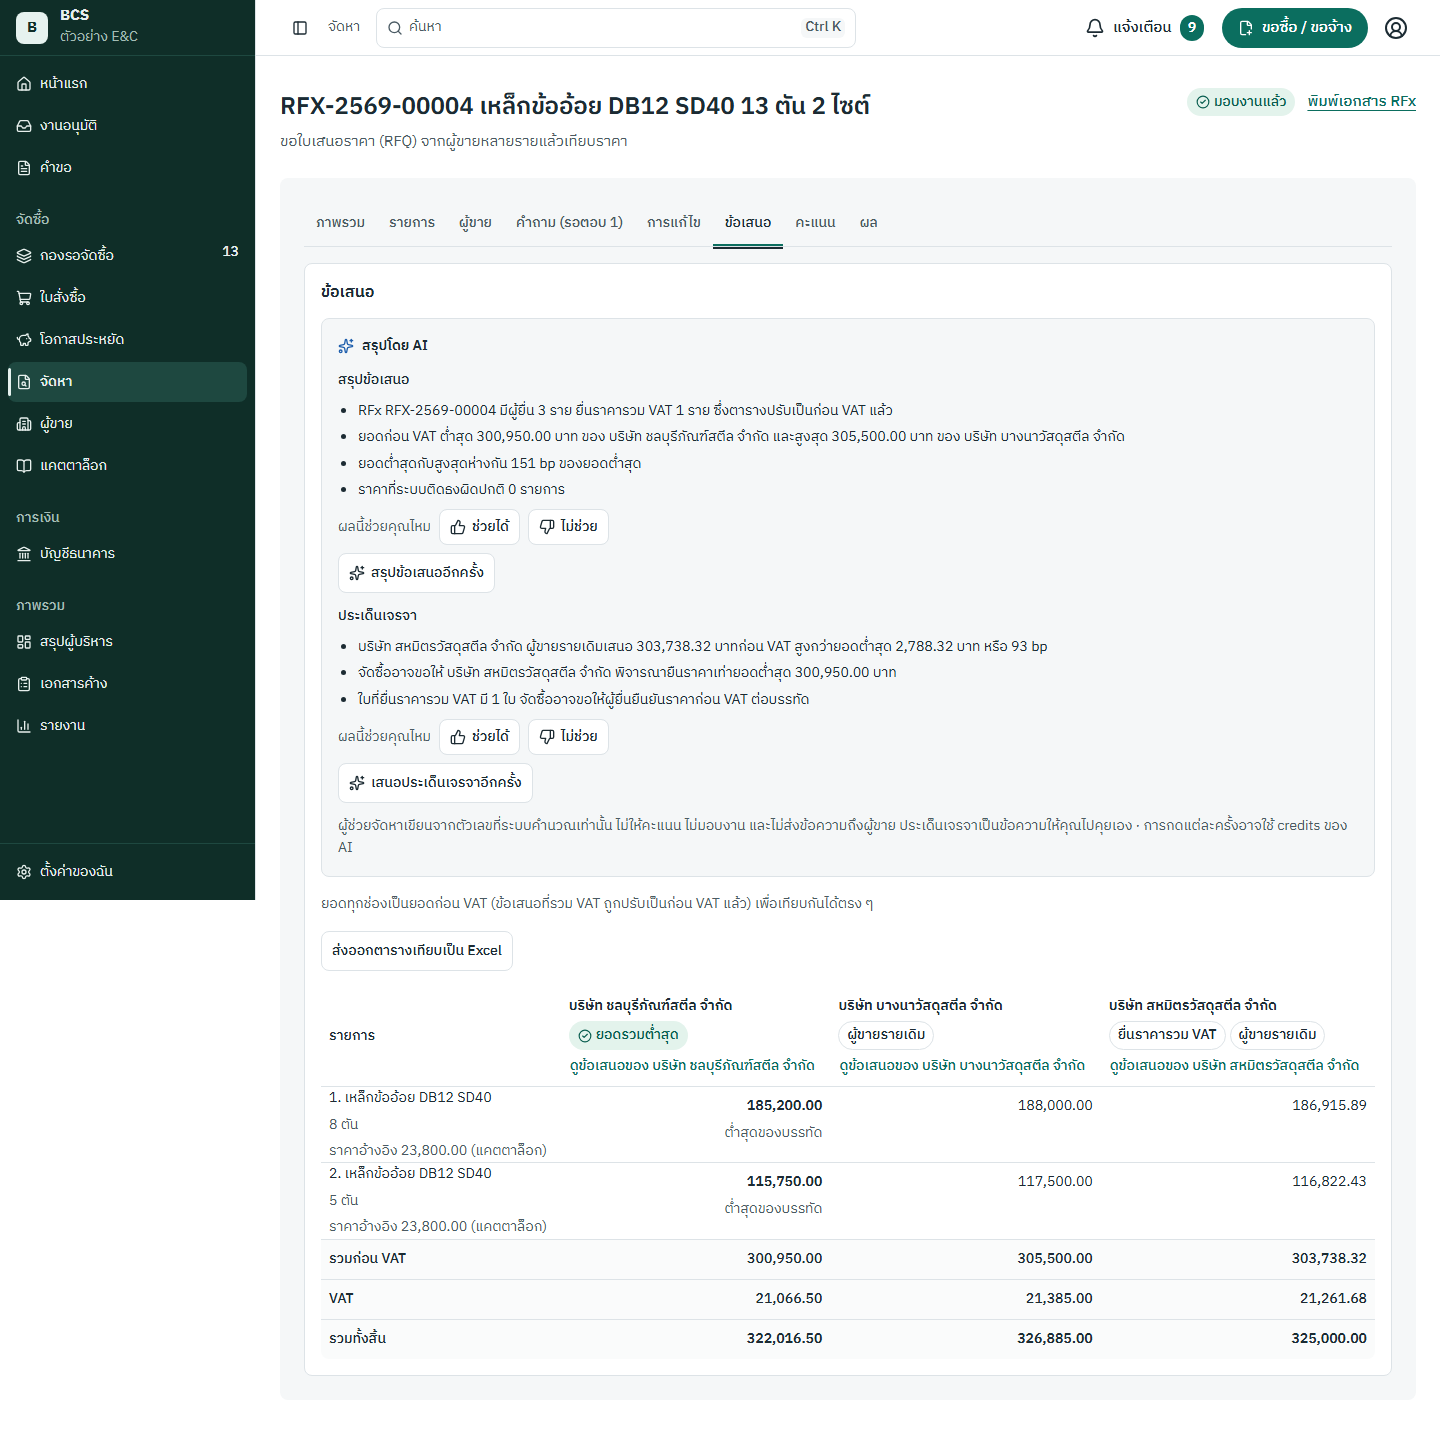 B
BCS
ตัวอย่าง E&C
หน้าแรก
งานอนุมัติ
คำขอ
จัดซื้อ
กองรอจัดซื้อ 13
ใบสั่งซื้อ
โอกาสประหยัด
จัดหา
ผู้ขาย
แคตตาล็อก
การเงิน
บัญชีธนาคาร
ภาพรวม
สรุปผู้บริหาร
เอกสารค้าง
รายงาน
ตั้งค่าของฉัน
จัดหา ค้นหา Ctrl K แจ้งเตือน 9 ขอซื้อ / ขอจ้าง
RFX-2569-00004 เหล็กข้ออ้อย DB12 SD40 13 ตัน 2 ไซต์
มอบงานแล้ว พิมพ์เอกสาร RFx
ขอใบเสนอราคา (RFQ) จากผู้ขายหลายรายแล้วเทียบราคา
ภาพรวม รายการ ผู้ขาย คำถาม (รอตอบ 1) การแก้ไข ข้อเสนอ คะแนน ผล
ข้อเสนอ
สรุปโดย AI
สรุปข้อเสนอ
RFx RFX-2569-00004 มีผู้ยื่น 3 ราย ยื่นราคารวม VAT 1 ราย ซึ่งตารางปรับเป็นก่อน VAT แล้ว
ยอดก่อน VAT ต่ำสุด 300,950.00 บาท ของ บริษัท ชลบุรีภัณฑ์สตีล จำกัด และสูงสุด 305,500.00 บาท ของ บริษัท บางนาวัสดุสตีล จำกัด
ยอดต่ำสุดกับสูงสุดห่างกัน 151 bp ของยอดต่ำสุด
ราคาที่ระบบติดธงผิดปกติ 0 รายการ
ผลนี้ช่วยคุณไหม ช่วยได้ ไม่ช่วย
สรุปข้อเสนออีกครั้ง
ประเด็นเจรจา
บริษัท สหมิตรวัสดุสตีล จำกัด ผู้ขายรายเดิมเสนอ 303,738.32 บาทก่อน VAT สูงกว่ายอดต่ำสุด 2,788.32 บาท หรือ 93 bp
จัดซื้ออาจขอให้ บริษัท สหมิตรวัสดุสตีล จำกัด พิจารณายืนราคาเท่ายอดต่ำสุด 300,950.00 บาท
ใบที่ยื่นราคารวม VAT มี 1 ใบ จัดซื้ออาจขอให้ผู้ยื่นยืนยันราคาก่อน VAT ต่อบรรทัด
ผลนี้ช่วยคุณไหม ช่วยได้ ไม่ช่วย
เสนอประเด็นเจรจาอีกครั้ง
ผู้ช่วยจัดหาเขียนจากตัวเลขที่ระบบคำนวณเท่านั้น ไม่ให้คะแนน ไม่มอบงาน และไม่ส่งข้อความถึงผู้ขาย ประเด็นเจรจาเป็นข้อความให้คุณไปคุยเอง · การกดแต่ละครั้งอาจใช้ credits ของ
AI
ยอดทุกช่องเป็นยอดก่อน VAT (ข้อเสนอที่รวม VAT ถูกปรับเป็นก่อน VAT แล้ว) เพื่อเทียบกันได้ตรง ๆ
ส่งออกตารางเทียบเป็น Excel
บริษัท ชลบุรีภัณฑ์สตีล จำกัด บริษัท บางนาวัสดุสตีล จำกัด บริษัท สหมิตรวัสดุสตีล จำกัด
รายการ ยอดรวมต่ำสุด ผู้ขายรายเดิม ยื่นราคารวม VAT ผู้ขายรายเดิม
ดูข้อเสนอของ บริษัท ชลบุรีภัณฑ์สตีล จำกัด ดูข้อเสนอของ บริษัท บางนาวัสดุสตีล จำกัด ดูข้อเสนอของ บริษัท สหมิตรวัสดุสตีล จำกัด
1. เหล็กข้ออ้อย DB12 SD40 185,200.00 188,000.00 186,915.89
8 ตัน ต่ำสุดของบรรทัด
ราคาอ้างอิง 23,800.00 (แคตตาล็อก)
2. เหล็กข้ออ้อย DB12 SD40 115,750.00 117,500.00 116,822.43
5 ตัน ต่ำสุดของบรรทัด
ราคาอ้างอิง 23,800.00 (แคตตาล็อก)
รวมก่อน VAT 300,950.00 305,500.00 303,738.32
VAT 21,066.50 21,385.00 21,261.68
รวมทั้งสิ้น 322,016.50 326,885.00 325,000.00